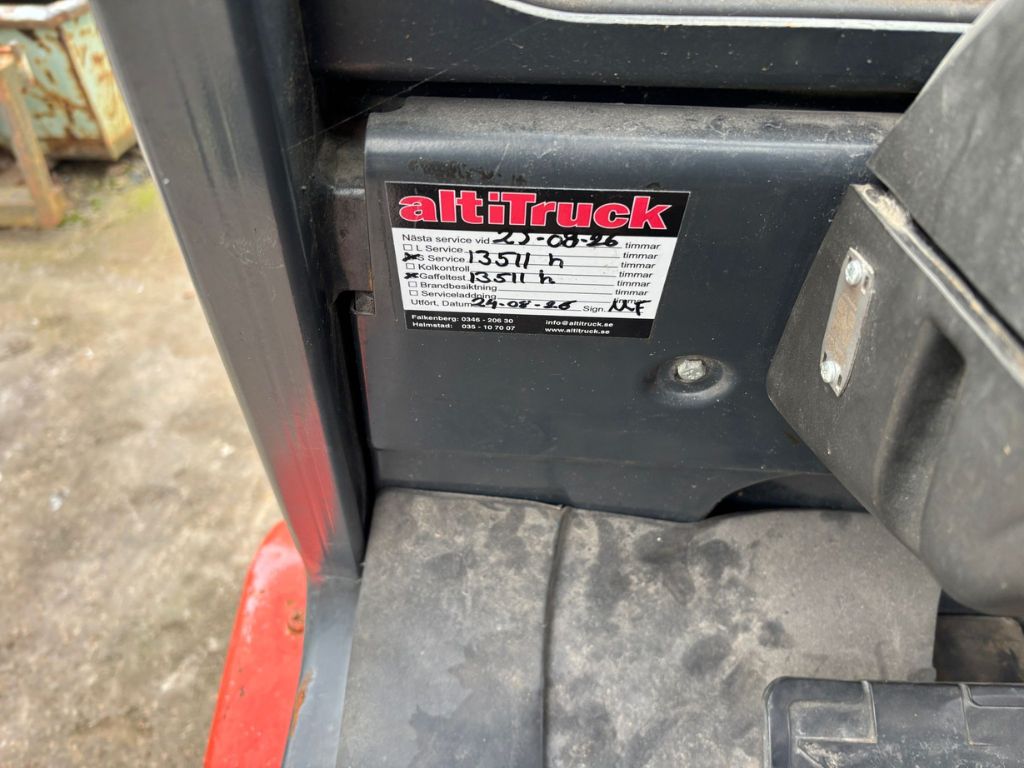 altiTruck
Nästa service vid 25-08-26 timmar
L Service timmar
S Service 13511 h timmar
Kolkontroll timmar
Gaffeltest 13511 h timmar
Brandbesiktning timmar
Serviceladdning timmar
Utfört, Datum 24-08-26 Sign.
Falkenberg: 0346 - 206 30 info@altitruck.se
Halmstad: 035 - 10 70 07 www.altitruck.se